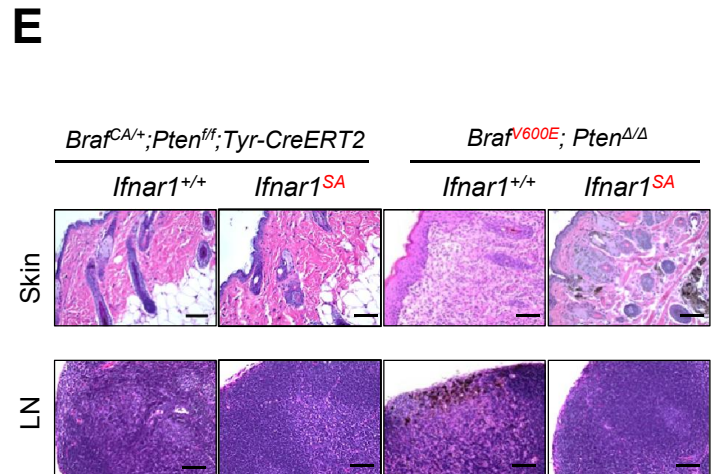 E
Braf^CA/+;Pten^f/f;Tyr-CreERT2 Braf^V600E; Pten^Δ/Δ
Ifnar1^+/+ Ifnar1^SA Ifnar1^+/+ Ifnar1^SA
Skin
LN